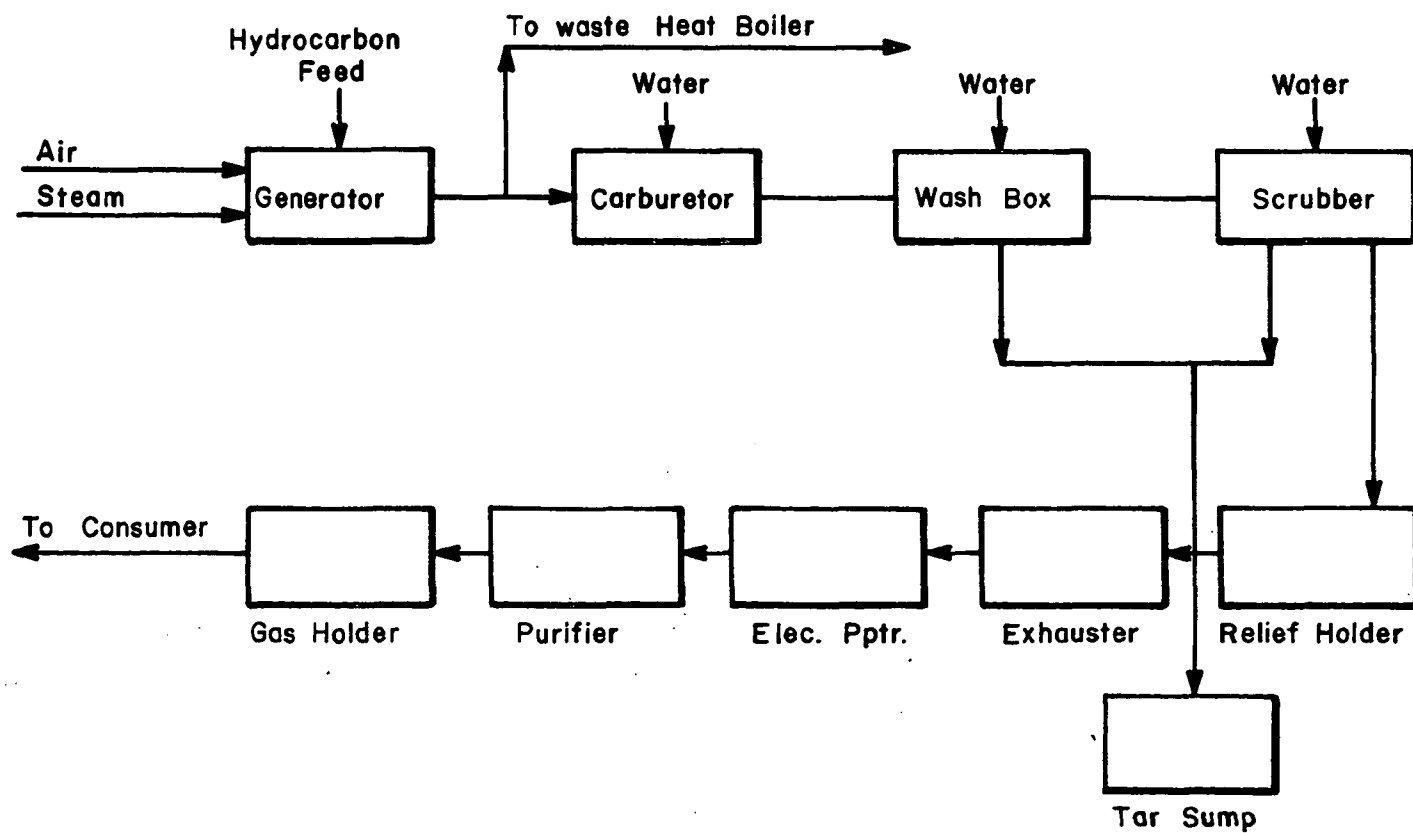 To waste Heat Boiler
Hydrocarbon
Feed
Water
Water
Water
Air
Steam
Generator
Carburetor
Wash Box
Scrubber
To Consumer
Gas Holder
Purifier
Elec. Pptr.
Exhauster
Relief Holder
Tar Sump